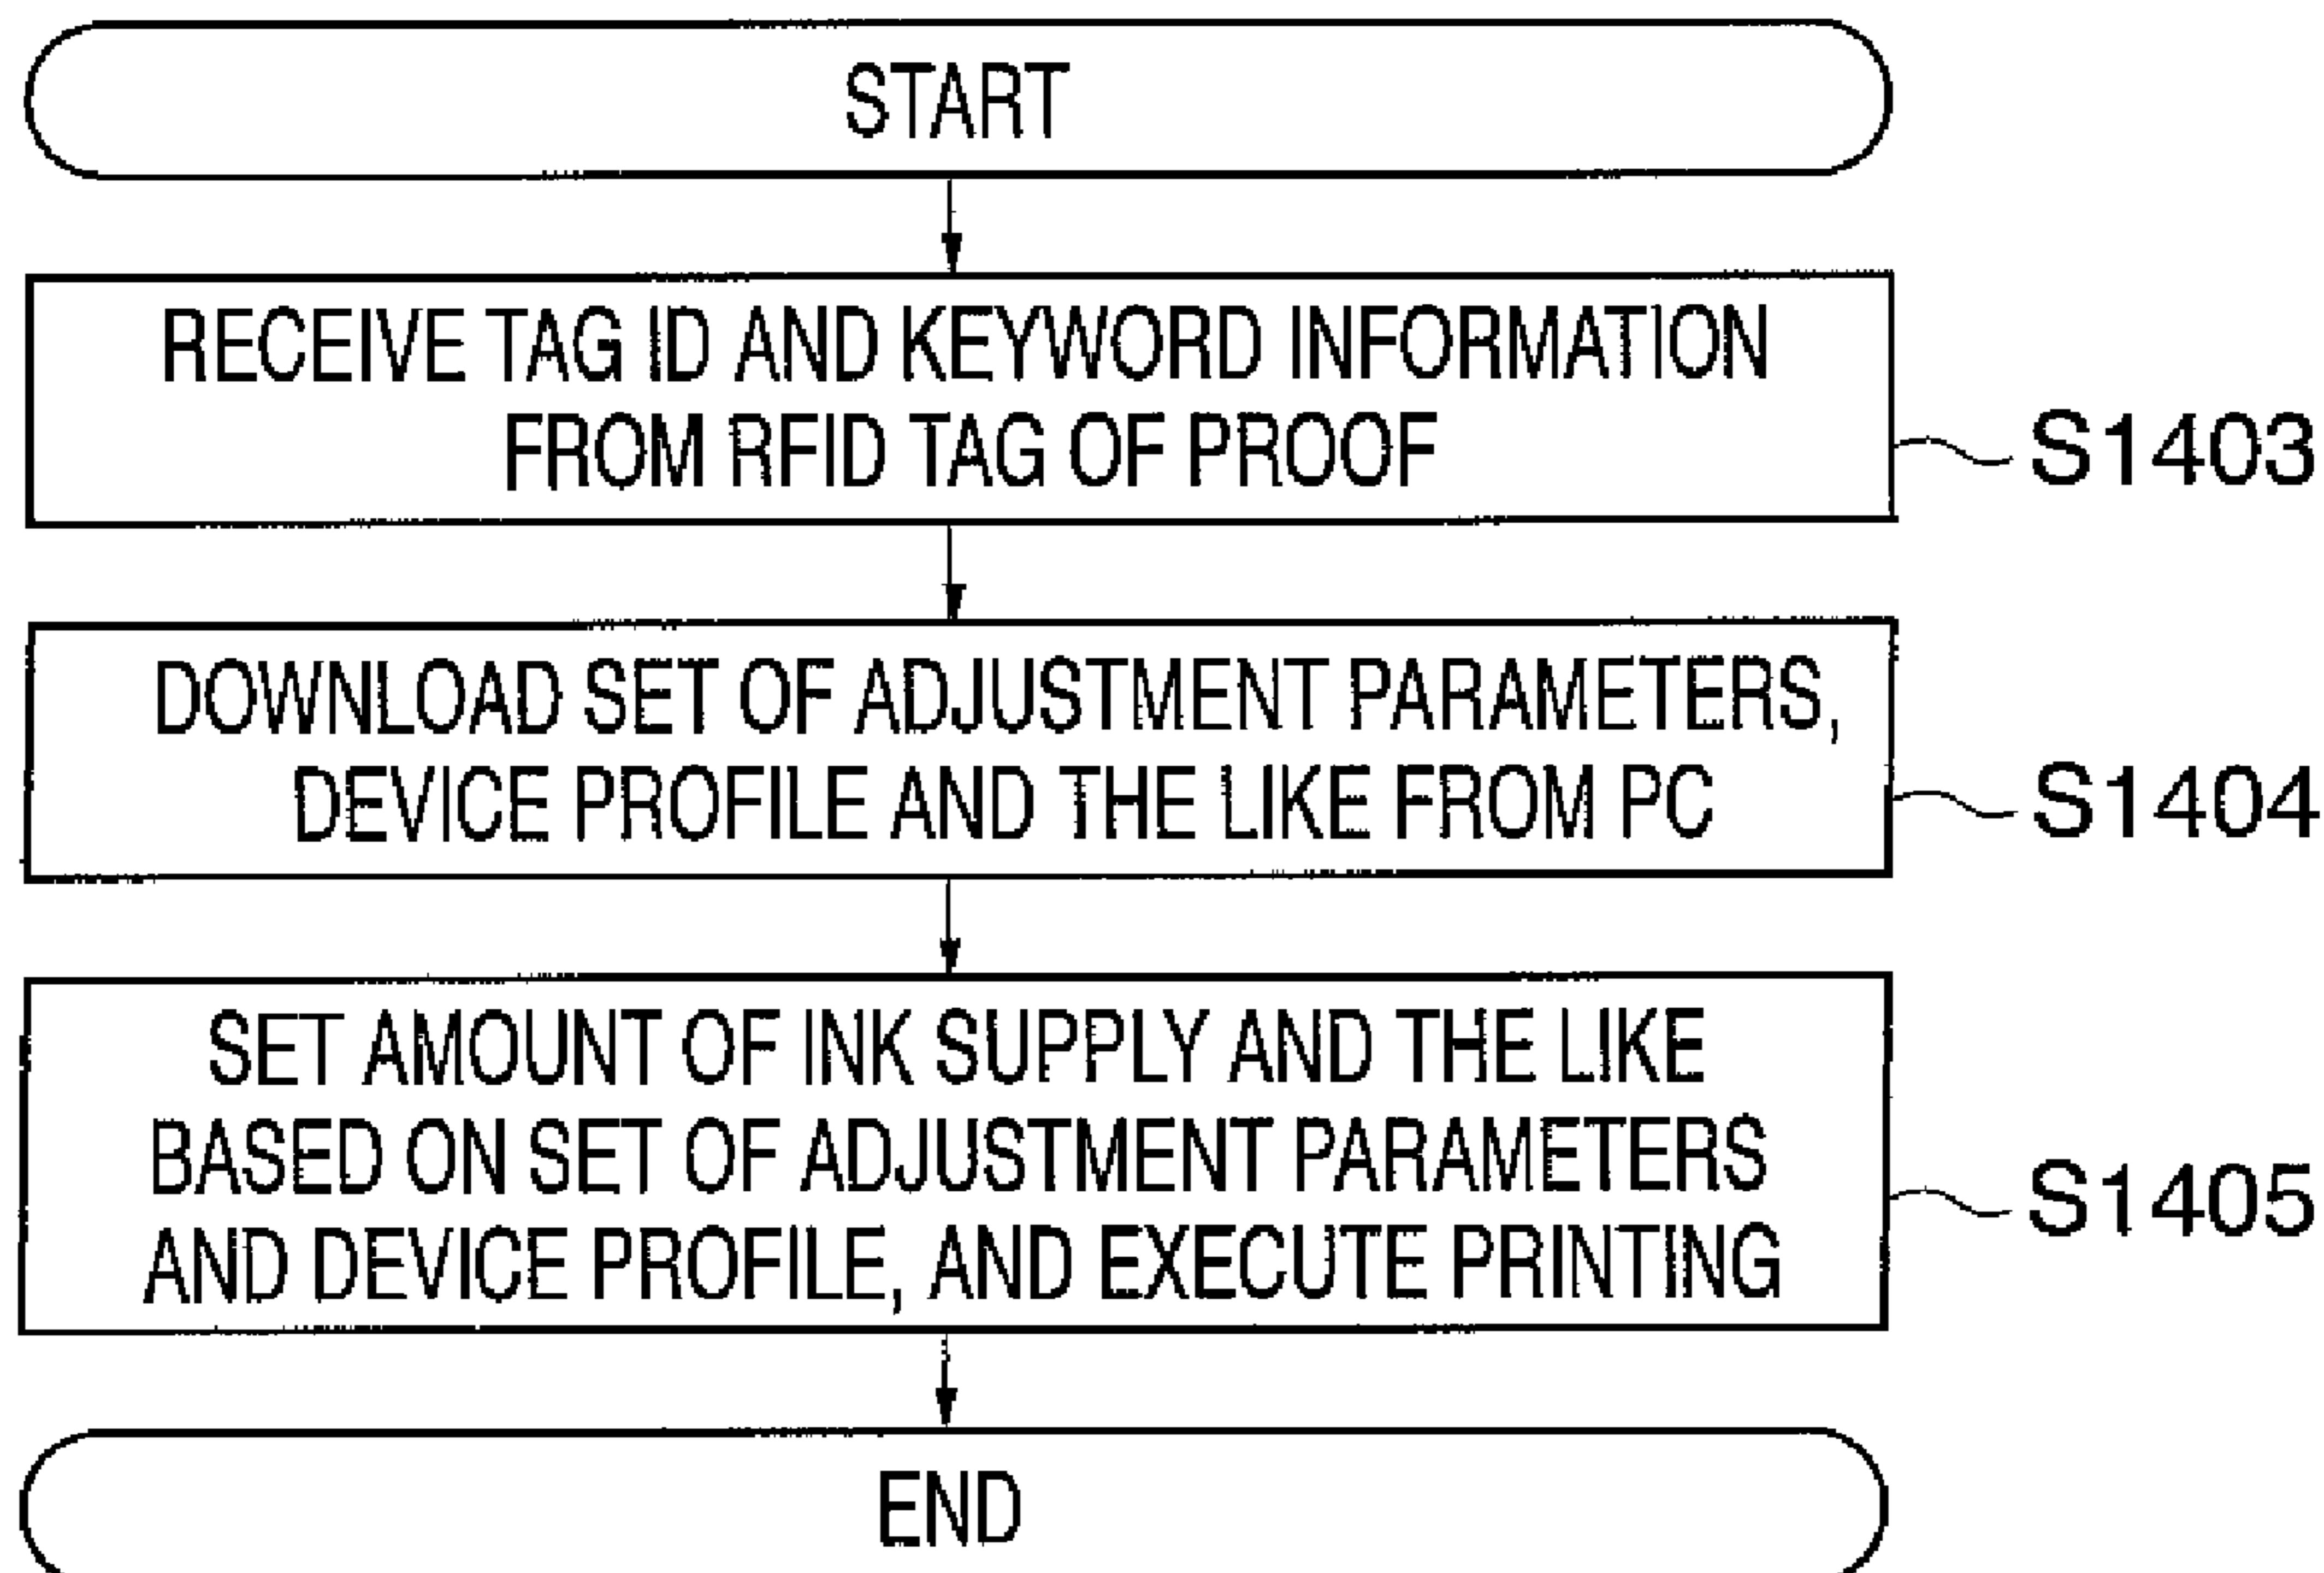 START
RECEIVE TAG ID AND KEYWORD INFORMATION
FROM RFID TAG OF PROOF
S1403
DOWNLOAD SET OF ADJUSTMENT PARAMETERS,
DEVICE PROFILE AND THE LIKE FROM PC
S1404
SET AMOUNT OF INK SUPPLY AND THE LIKE
BASED ON SET OF ADJUSTMENT PARAMETERS
AND DEVICE PROFILE, AND EXECUTE PRINTING
S1405
END